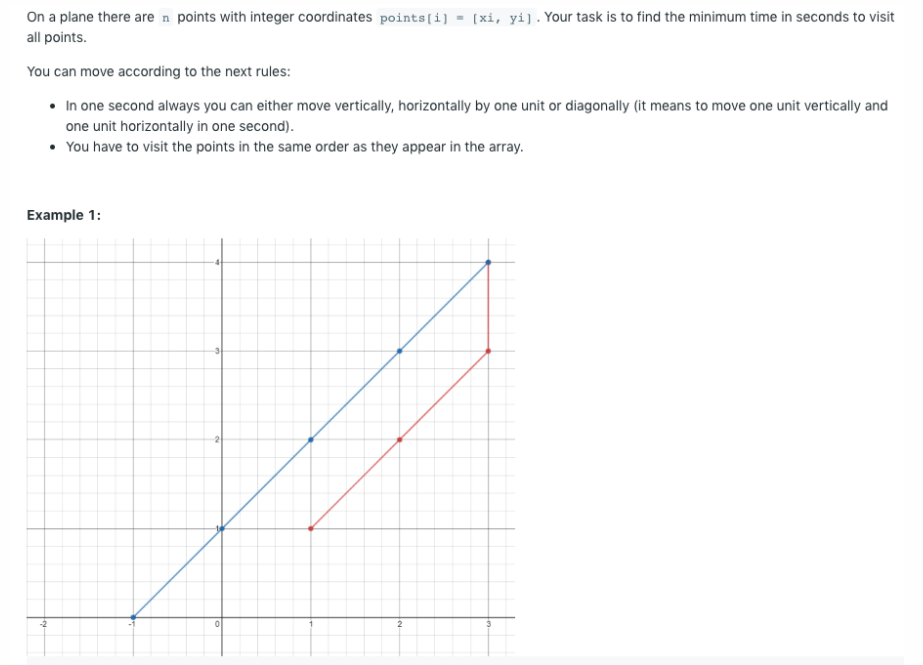 On a plane there are n points with integer coordinates points[i] = [xi, yi]. Your task is to find the minimum time in seconds to visit
all points.
You can move according to the next rules:
• In one second always you can either move vertically, horizontally by one unit or diagonally (it means to move one unit vertically and
one unit horizontally in one second).
• You have to visit the points in the same order as they appear in the array.
Example 1:
4
3
2
1
-2 -1 0 1 2 3